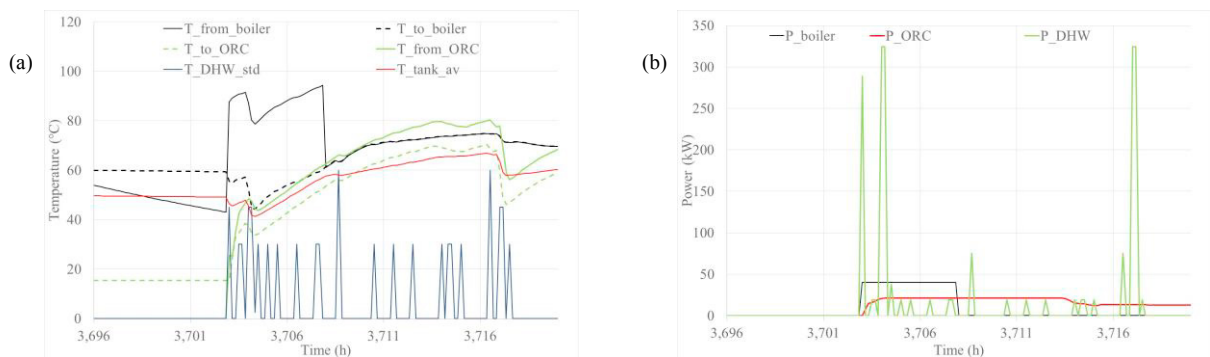 (a)
T_from_boiler
T_to_boiler
T_to_ORC
T_from_ORC
T_DHW_std
T_tank_av
120
100
80
60
40
20
0
Temperature (°C)
3,696
3,701
3,706
3,711
3,716
Time (h)
(b)
P_boiler
P_ORC
P_DHW
350
300
250
200
150
100
50
0
Power (kW)
3,696
3,701
3,706
3,711
3,716
Time (h)